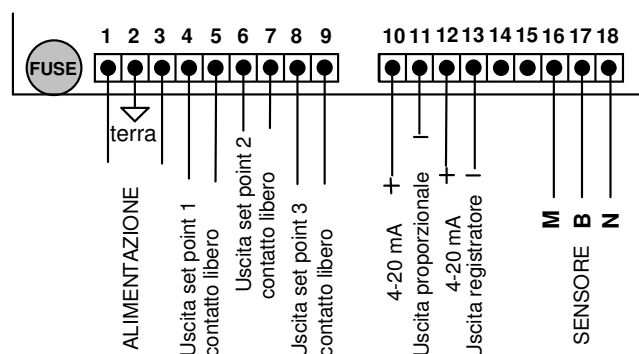 1 2 3 4 5 6 7 8 9 10 11 12 13 14 15 16 17 18
FUSE
terra
ALIMENTAZIONE
Uscita set point 1
contatto libero
Uscita set point 2
contatto libero
Uscita set point 3
contatto libero
4-20 mA +
Uscita proporzionale –
4-20 mA +
Uscita registratore –
M
B
N
SENSORE